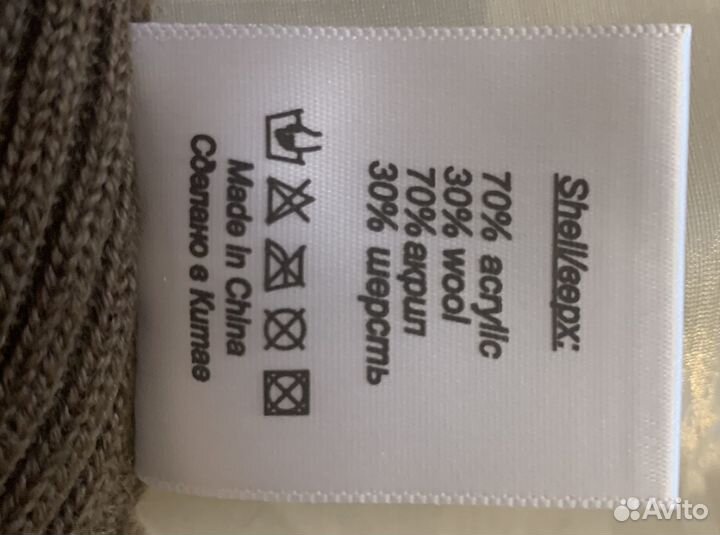 Shell/верх:
70% acrylic
30% wool
70% акрил
30% шерсть
Made in China
Сделано в Китае
Avito